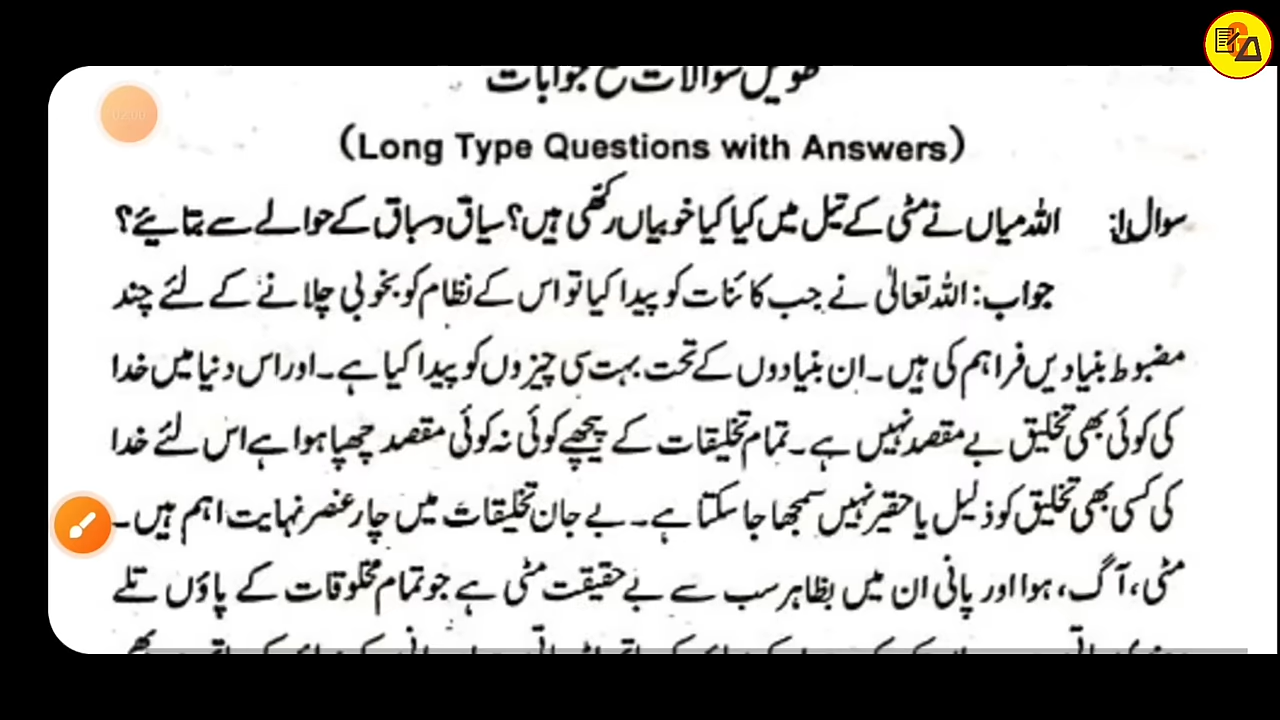 طویل سوالات مع جوابات
(Long Type Questions with Answers)
سوال ا: اللہ میاں نے مٹی کے تیل میں کیا کیا خوبیاں رکھی ہیں؟ سیاق و سباق کے حوالے سے بتائیے؟
جواب: اللہ تعالیٰ نے جب کائنات کو پیدا کیا تو اس کے نظام کو بخوبی چلانے کے لئے چند
مضبوط بنیادیں فراہم کی ہیں۔ ان بنیادوں کے تحت بہت سی چیزوں کو پیدا کیا ہے۔ اور اس دنیا میں خدا
کی کوئی بھی تخلیق بے مقصد نہیں ہے۔ تمام تخلیقات کے پیچھے کوئی نہ کوئی مقصد چھپا ہوا ہے اس لئے خدا
کی کسی بھی تخلیق کو ذلیل یا حقیر نہیں سمجھا جا سکتا ہے۔ بے جان تخلیقات میں چار عنصر نہایت اہم ہیں۔
مٹی، آگ، ہوا اور پانی ان میں بظاہر سب سے بے حقیقت مٹی ہے جو تمام مخلوقات کے پاؤں تلے